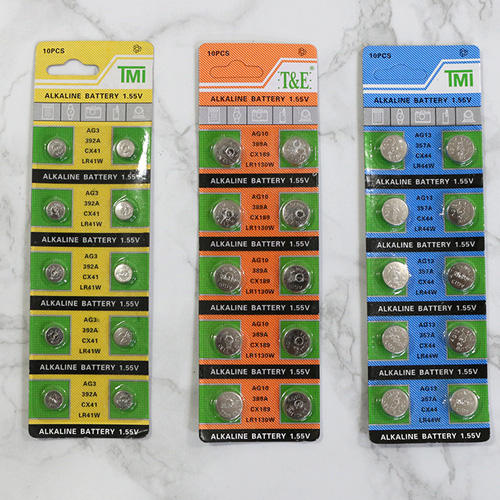 10PCS
TMI
ALKALINE BATTERY 1.55V
AG3
392A
CX41
LR41W
ALKALINE BATTERY 1.55V
AG3
392A
CX41
LR41W
ALKALINE BATTERY 1.55V
AG3
392A
CX41
LR41W
ALKALINE BATTERY 1.55V
AG3
392A
CX41
LR41W
ALKALINE BATTERY 1.55V
AG3
392A
CX41
LR41W
ALKALINE BATTERY 1.55V
10PCS
T&E®
ALKALINE BATTERY 1.55V
AG10
389A
CX189
LR1130W
ALKALINE BATTERY 1.55V
AG10
389A
CX189
LR1130W
ALKALINE BATTERY 1.55V
AG10
389A
CX189
LR1130W
ALKALINE BATTERY 1.55V
AG10
389A
CX189
LR1130W
ALKALINE BATTERY 1.55V
AG10
389A
CX189
LR1130W
ALKALINE BATTERY 1.55V
10PCS
TMI
ALKALINE BATTERY 1.55V
AG13
357A
CX44
LR44W
ALKALINE BATTERY 1.55V
AG13
357A
CX44
LR44W
ALKALINE BATTERY 1.55V
AG13
357A
CX44
LR44W
ALKALINE BATTERY 1.55V
AG13
357A
CX44
LR44W
ALKALINE BATTERY 1.55V
AG13
357A
CX44
LR44W
ALKALINE BATTERY 1.55V